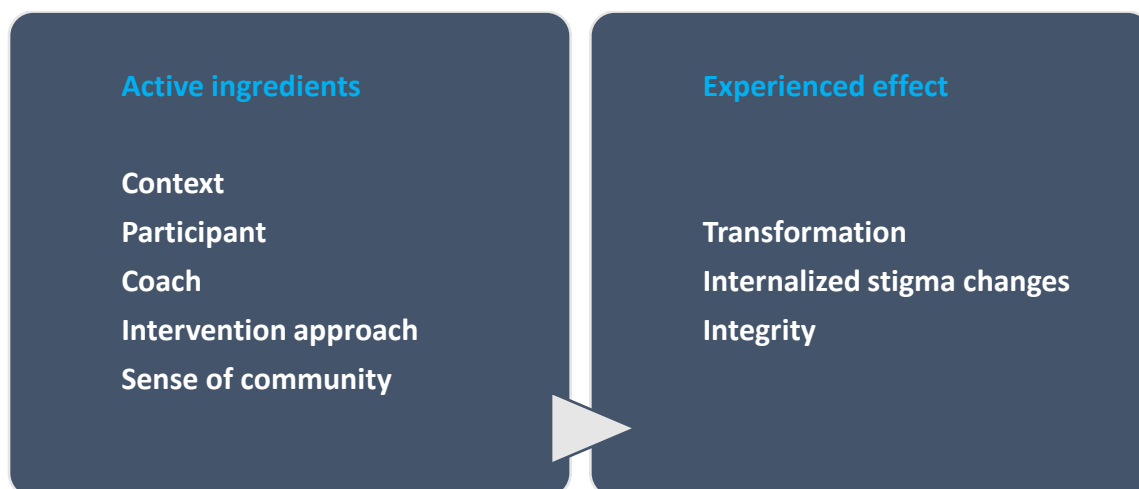 Active ingredients
Context
Participant
Coach
Intervention approach
Sense of community
Experienced effect
Transformation
Internalized stigma changes
Integrity